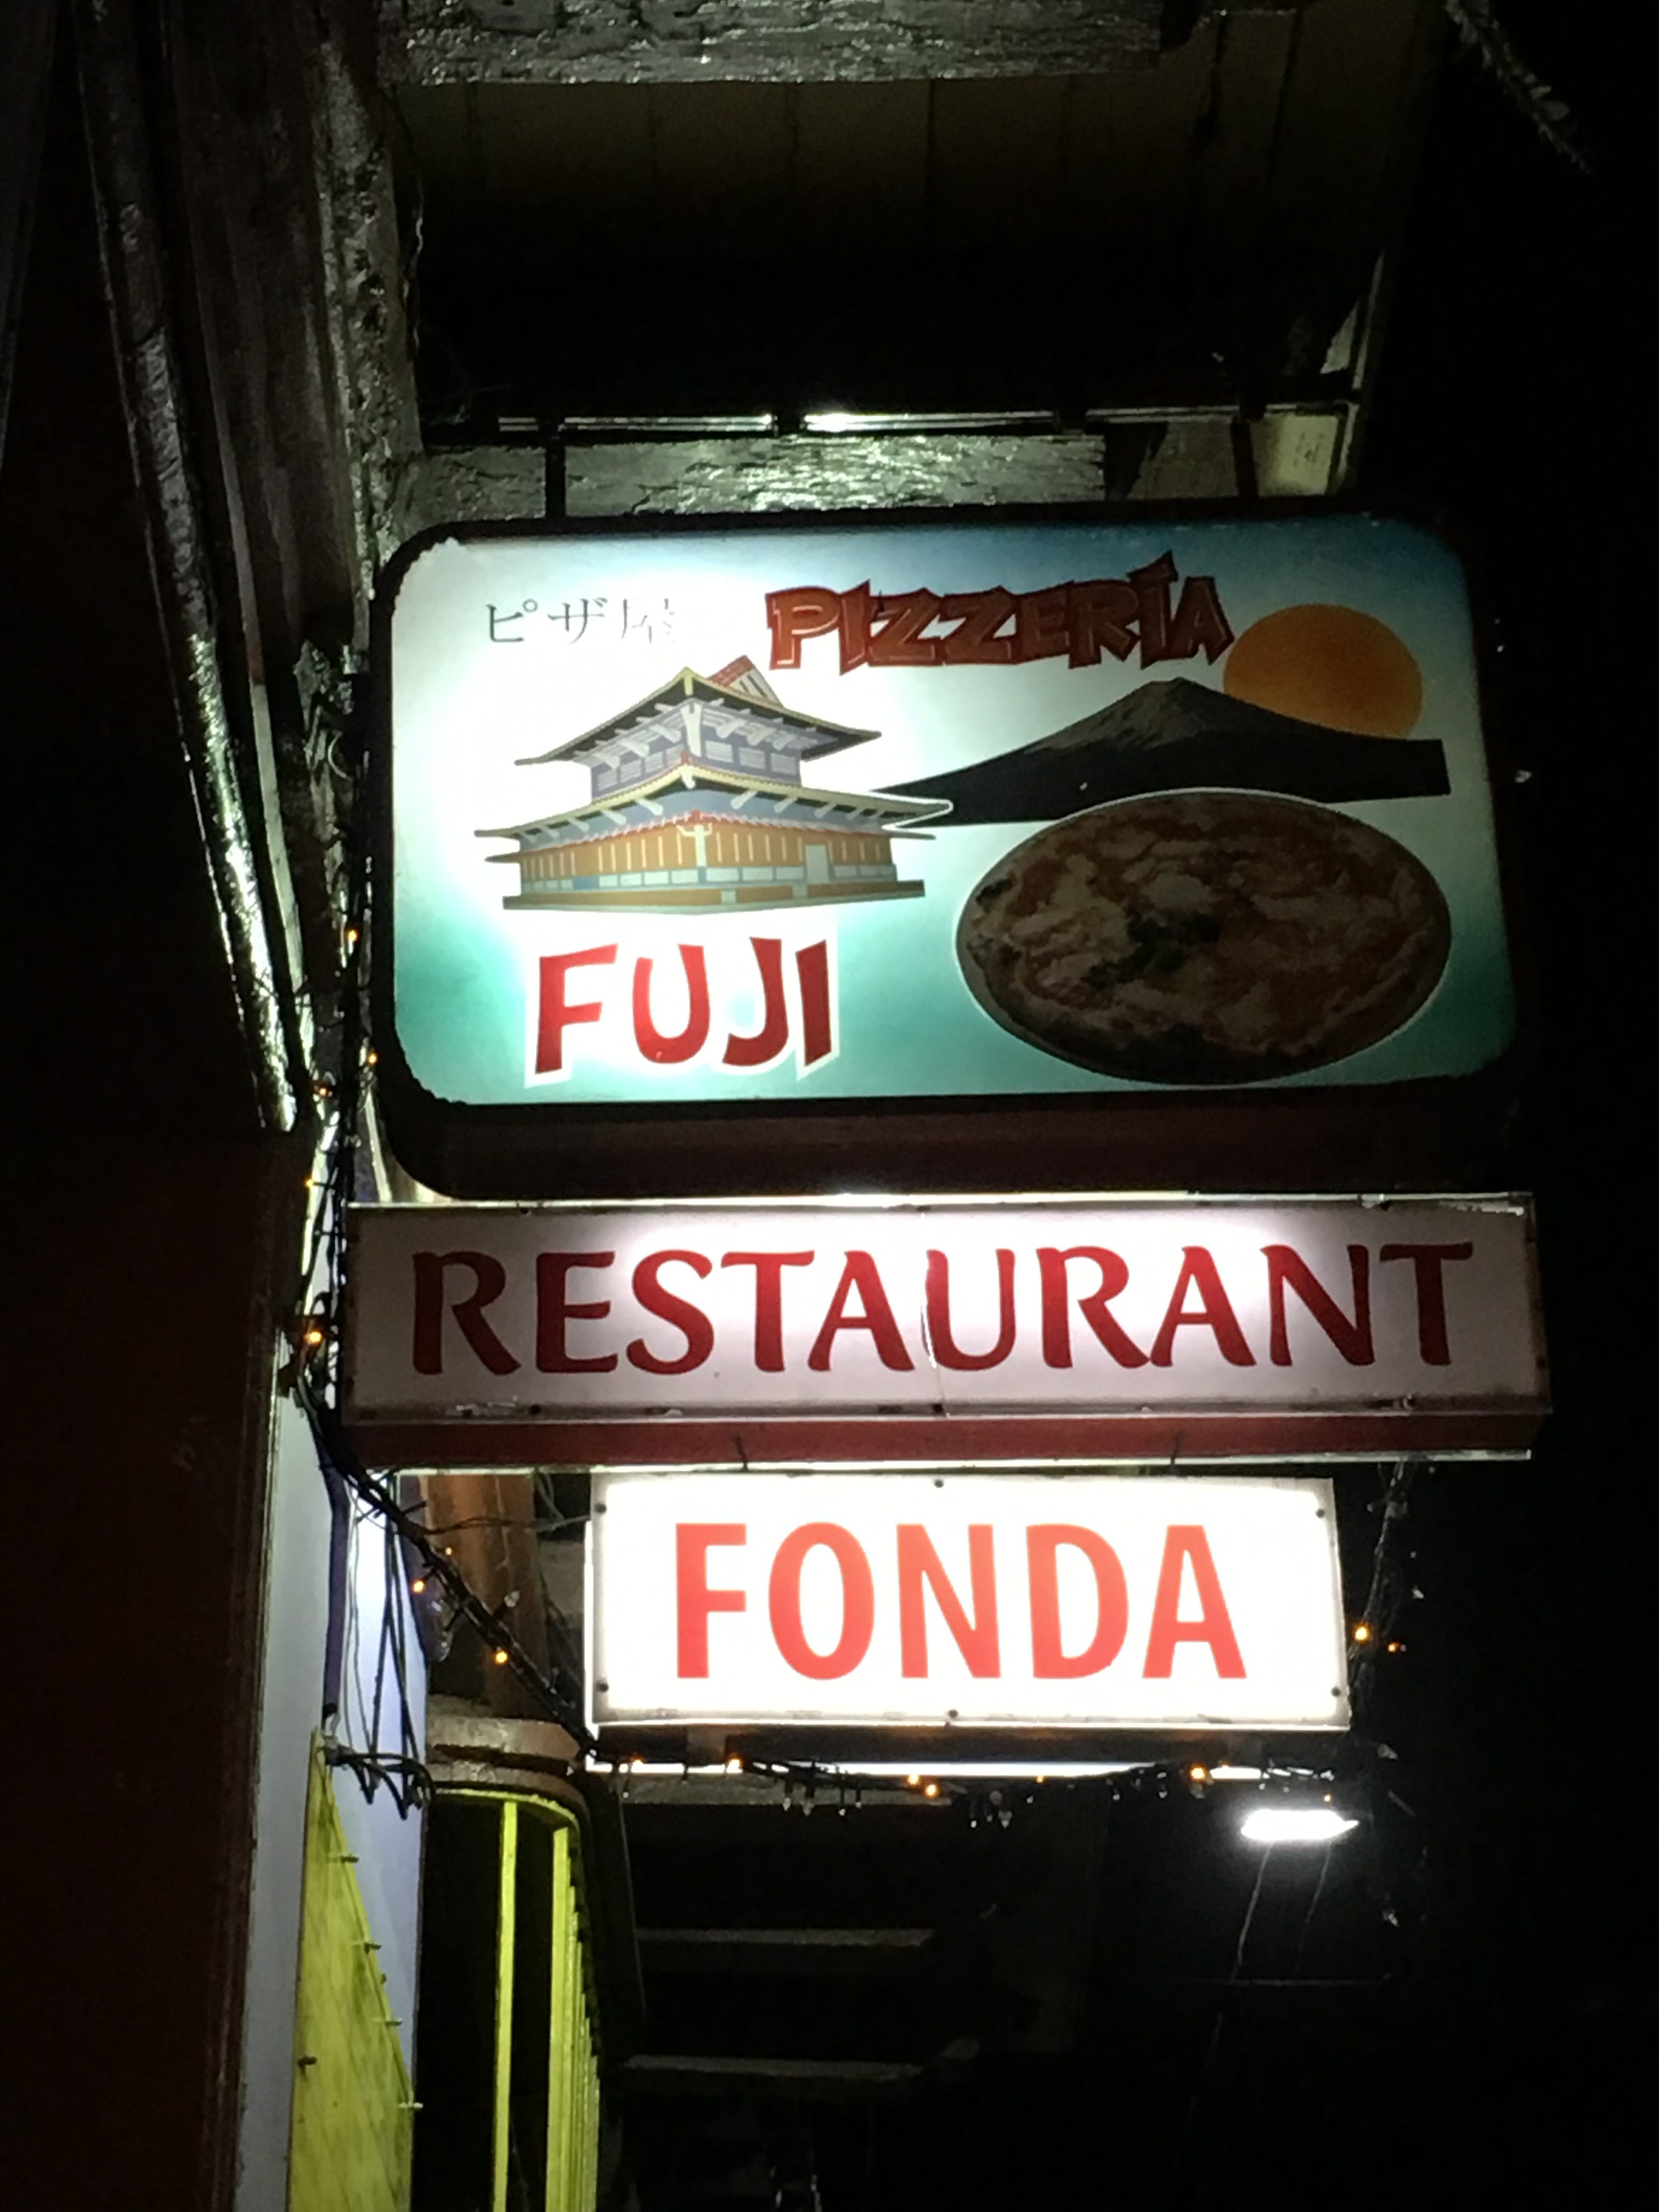 ピザ屋 PIZZERÍA
FUJI
RESTAURANT
FONDA